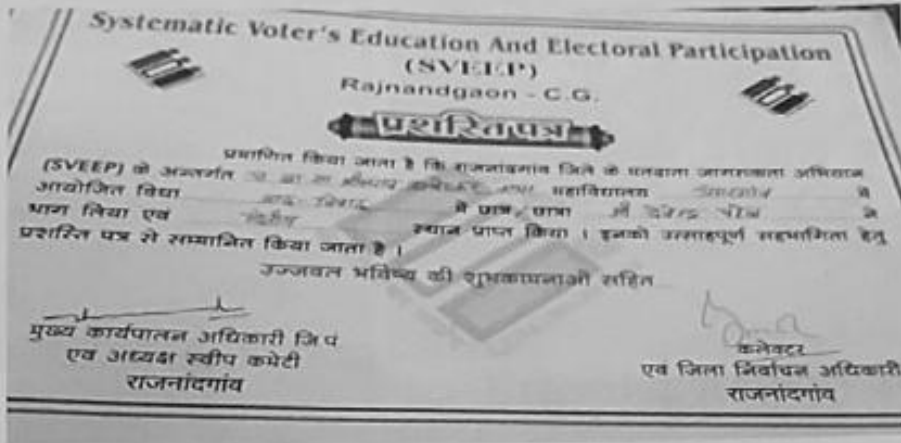 Systematic Voter's Education And Electoral Participation
(SVEEP)
Rajnandgaon - C.G.
प्रशस्तिपत्र
प्रमाणित किया जाता है कि राजनांदगांव जिले के मतदाता जागरूकता अभियान
(SVEEP) के अन्तर्गत महाविद्यालय में
आयोजित विधा वाद विवाद में छात्र/छात्रा ने
भाग लिया एवं स्थान प्राप्त किया । इनको उत्साहपूर्ण सहभागिता हेतु
प्रशस्ति पत्र से सम्मानित किया जाता है ।
उज्जवल भविष्य की शुभकामनाओं सहित
मुख्य कार्यपालन अधिकारी जि पं
एव अध्यक्ष स्वीप कमेटी
राजनांदगांव
कलेक्टर
एवं जिला निर्वाचन अधिकारी
राजनांदगांव